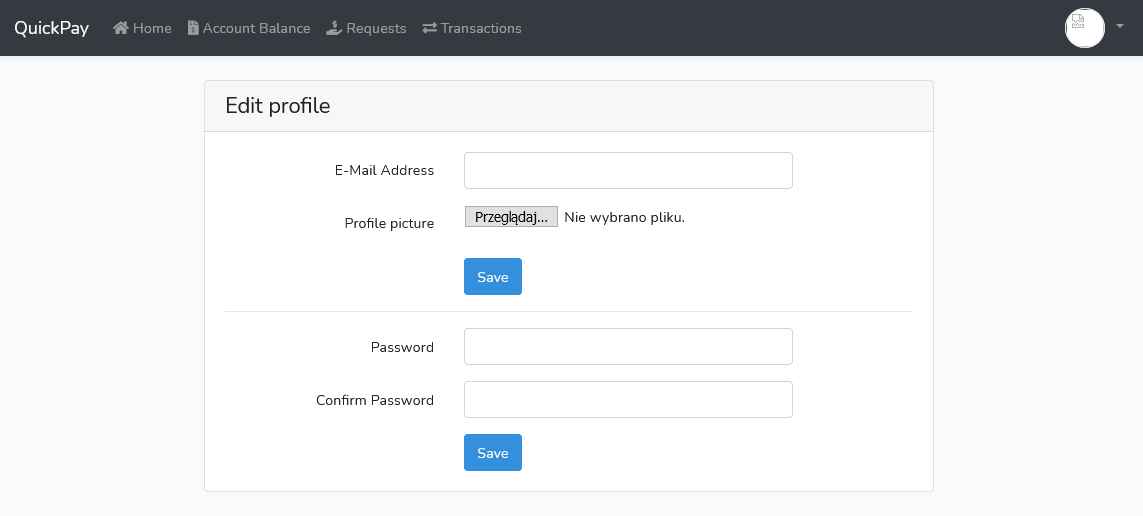 QuickPay Home Account Balance Requests Transactions
Edit profile
E-Mail Address
Profile picture Przeglądaj... Nie wybrano pliku.
Save
Password
Confirm Password
Save